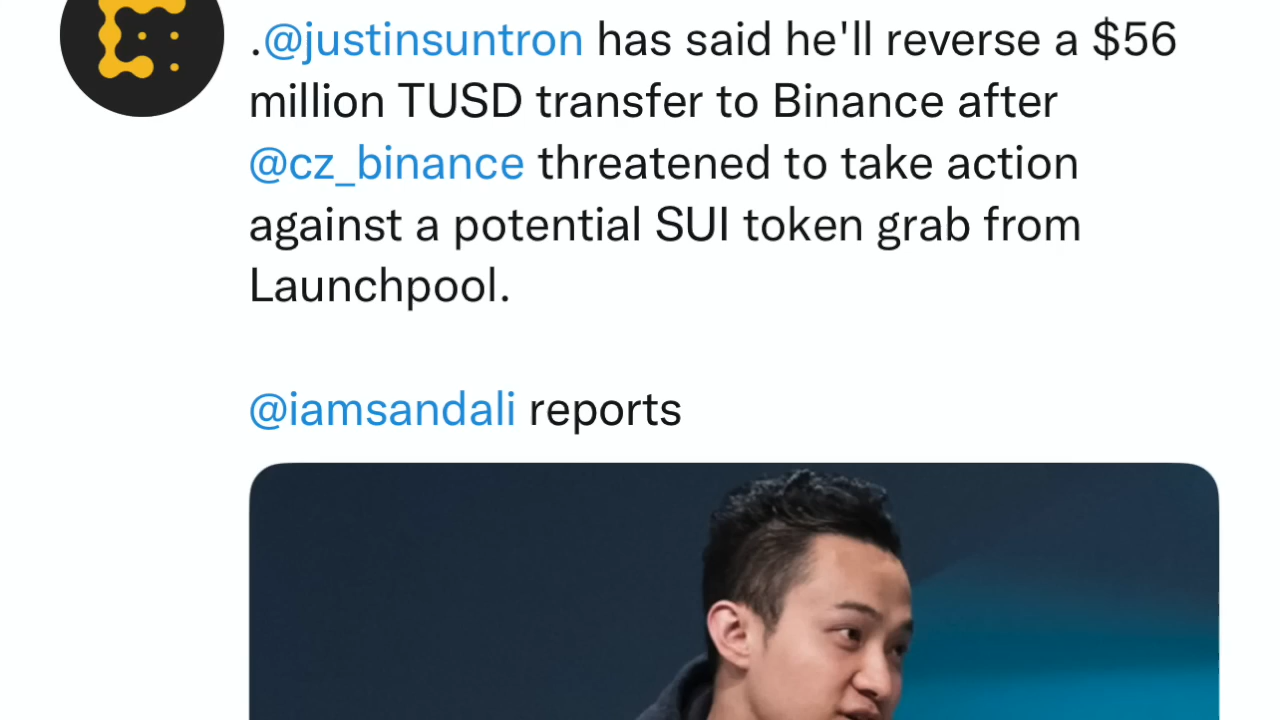 .@justinsuntron has said he'll reverse a $56
million TUSD transfer to Binance after
@cz_binance threatened to take action
against a potential SUI token grab from
Launchpool.
@iamsandali reports